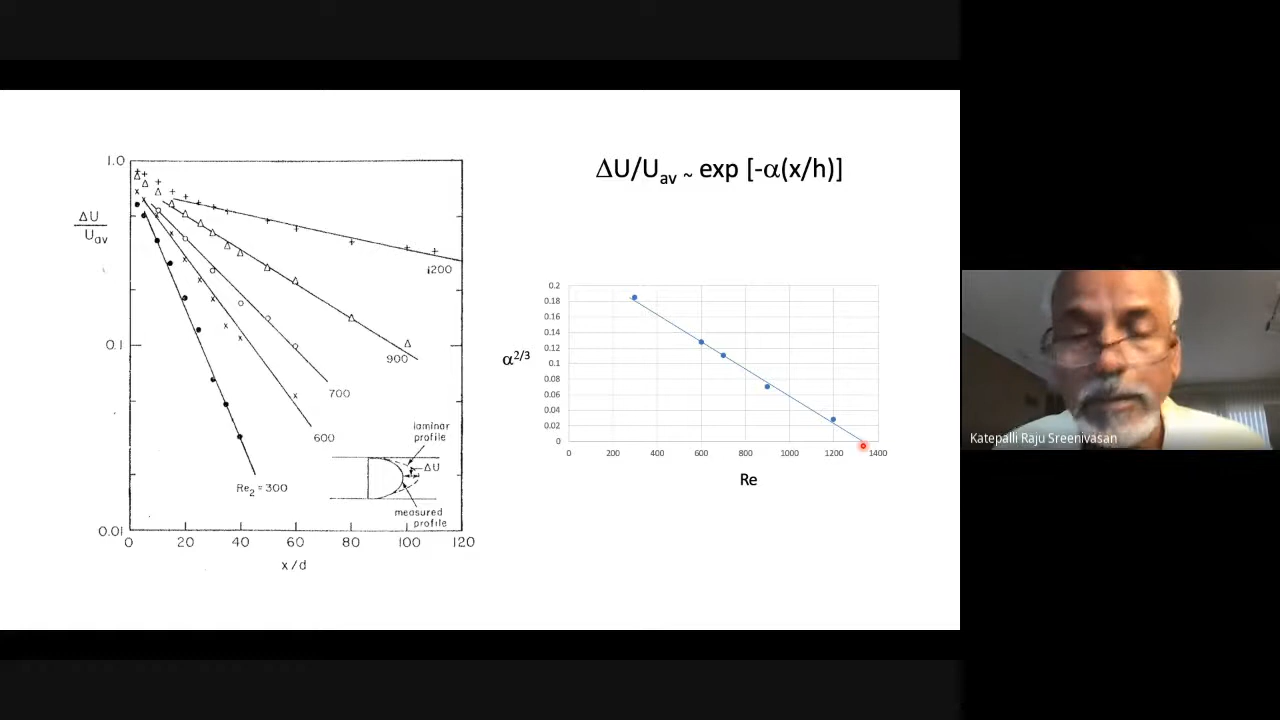 ΔU/Uav ~ exp [-α(x/h)]
1.0
ΔU
Uav
0.1
0.01
0 20 40 60 80 100 120
x/d
1200
900
700
600
Re2 = 300
laminar
profile
ΔU
measured
profile
0.2
0.18
0.16
0.14
0.12
0.1
0.08
0.06
0.04
0.02
0
α2/3
0 200 400 600 800 1000 1200 1400
Re
Katepalli Raju Sreenivasan